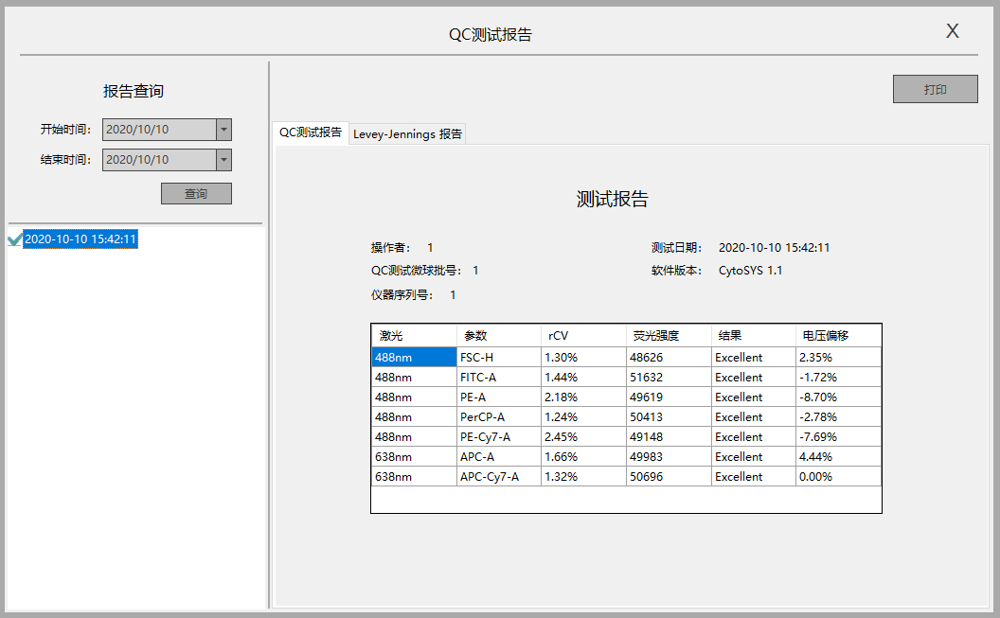 QC测试报告
X
报告查询
开始时间： 2020/10/10
结束时间： 2020/10/10
查询
2020-10-10 15:42:11
打印
QC测试报告 Levey-Jennings 报告
测试报告
操作者： 1 测试日期： 2020-10-10 15:42:11
QC测试微球批号： 1 软件版本： CytoSYS 1.1
仪器序列号： 1
激光 参数 rCV 荧光强度 结果 电压偏移
488nm FSC-H 1.30% 48626 Excellent 2.35%
488nm FITC-A 1.44% 51632 Excellent -1.72%
488nm PE-A 2.18% 49619 Excellent -8.70%
488nm PerCP-A 1.24% 50413 Excellent -2.78%
488nm PE-Cy7-A 2.45% 49148 Excellent -7.69%
638nm APC-A 1.66% 49983 Excellent 4.44%
638nm APC-Cy7-A 1.32% 50696 Excellent 0.00%